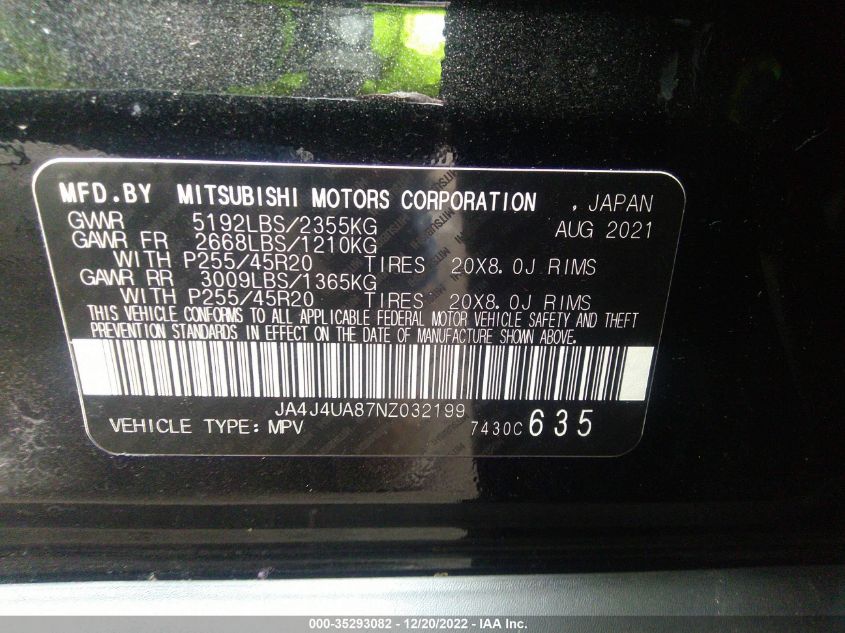 MFD.BY MITSUBISHI MOTORS CORPORATION , JAPAN
GVWR 5192LBS/2355KG AUG 2021
GAWR FR 2668LBS/1210KG
WITH P255/45R20 TIRES 20X8.0J RIMS
GAWR RR 3009LBS/1365KG
WITH P255/45R20 TIRES 20X8.0J RIMS
THIS VEHICLE CONFORMS TO ALL APPLICABLE FEDERAL MOTOR VEHICLE SAFETY AND THEFT
PREVENTION STANDARDS IN EFFECT ON THE DATE OF MANUFACTURE SHOWN ABOVE.
JA4J4UA87NZ032199
VEHICLE TYPE: MPV 7430C 635
000-35293082 - 12/20/2022 - IAA Inc.